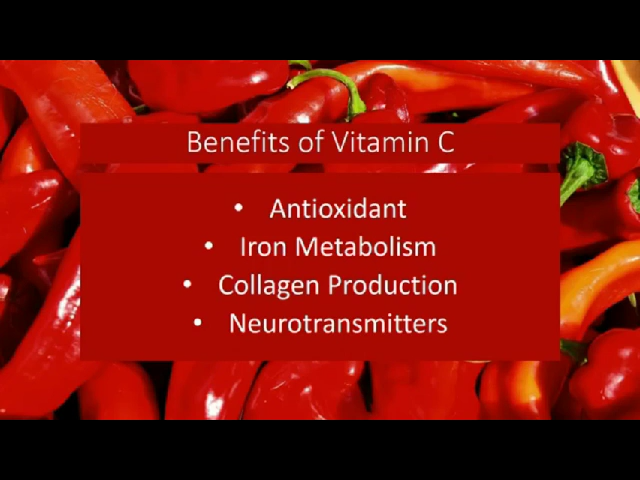 Benefits of Vitamin C
• Antioxidant
• Iron Metabolism
• Collagen Production
• Neurotransmitters